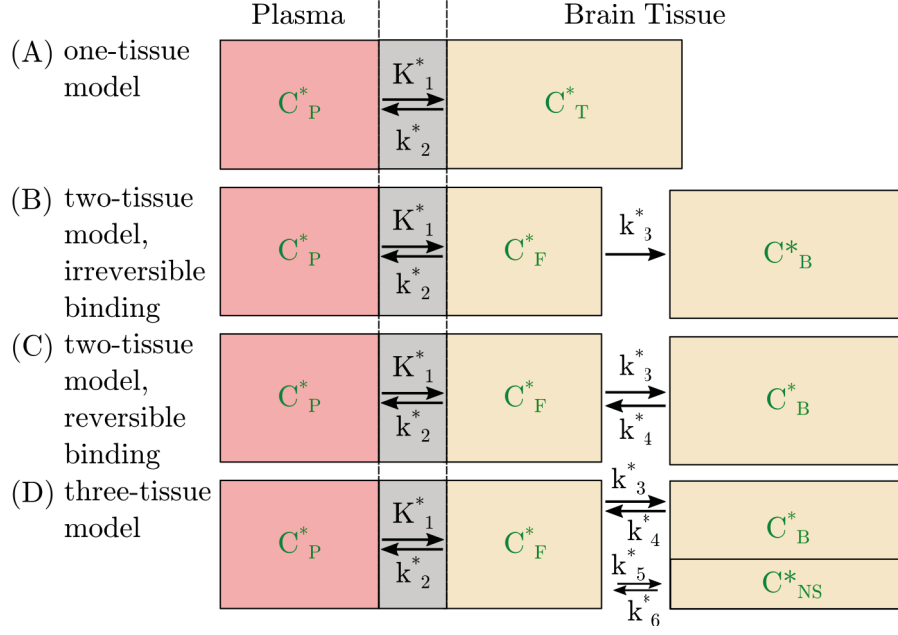 Plasma
Brain Tissue
(A) one-tissue
model
C*P
K*1
k*2
C*T
(B) two-tissue
model,
irreversible
binding
C*P
K*1
k*2
C*F
k*3
C*B
(C) two-tissue
model,
reversible
binding
C*P
K*1
k*2
C*F
k*3
k*4
C*B
(D) three-tissue
model
C*P
K*1
k*2
C*F
k*3
k*4
C*B
k*5
k*6
C*NS